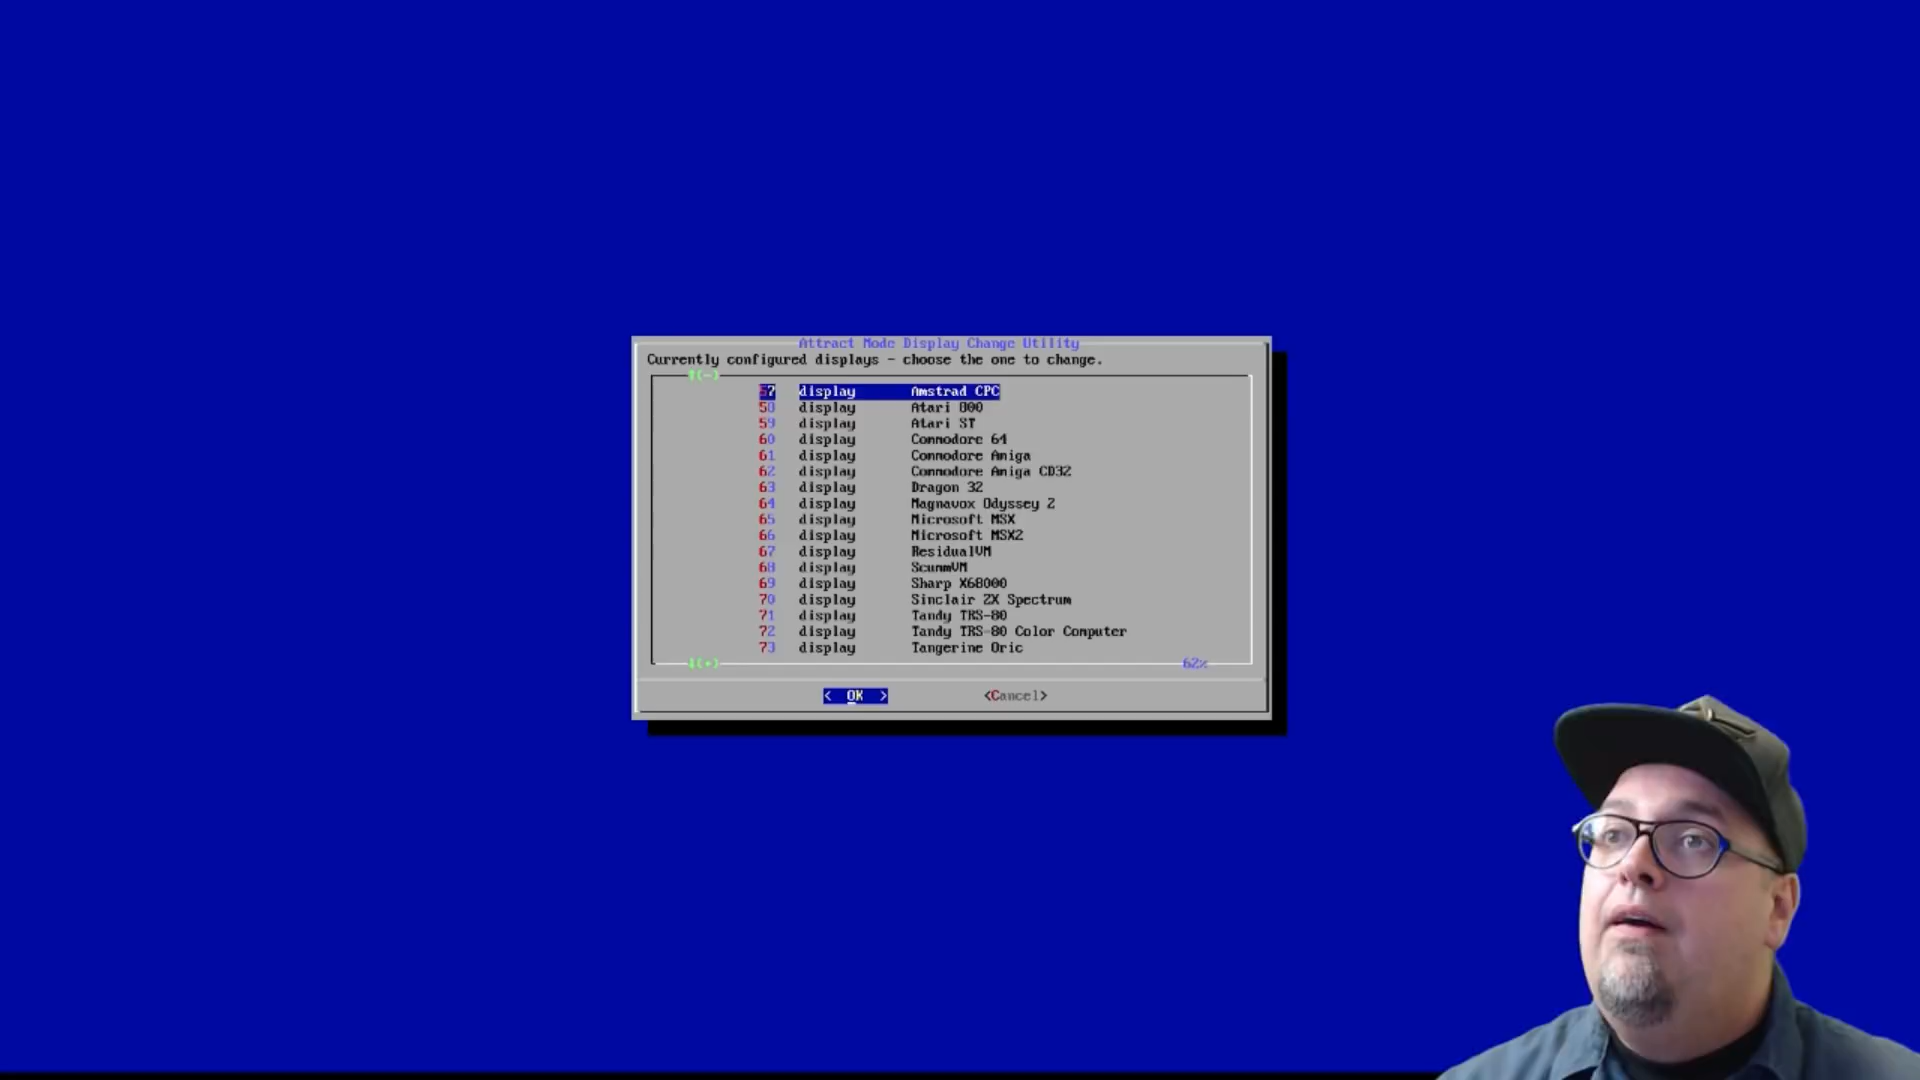 Attract Mode Display Change Utility
Currently configured displays - choose the one to change.
↑(-)
57 display Amstrad CPC
58 display Atari 800
59 display Atari ST
60 display Commodore 64
61 display Commodore Amiga
62 display Commodore Amiga CD32
63 display Dragon 32
64 display Magnavox Odyssey 2
65 display Microsoft MSX
66 display Microsoft MSX2
67 display ResidualVM
68 display ScummVM
69 display Sharp X68000
70 display Sinclair ZX Spectrum
71 display Tandy TRS-80
72 display Tandy TRS-80 Color Computer
73 display Tangerine Oric
↓(+) 62%
< OK > <Cancel>